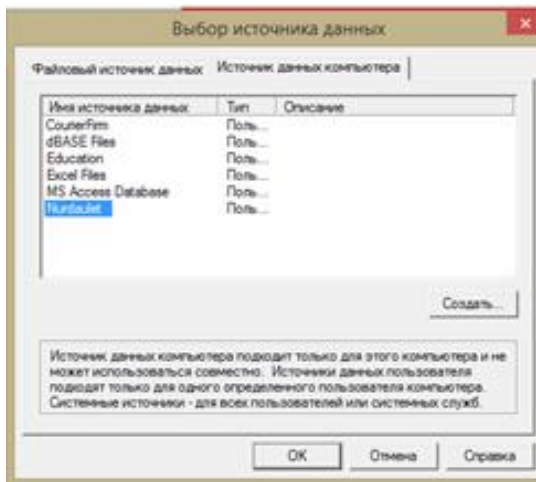 Выбор источника данных
Файловый источник данных Источник данных компьютера
Имя источника данных Тип Описание
CourierFirm Поль...
dBASE Files Поль...
Education Поль...
Excel Files Поль...
MS Access Database Поль...
Nurdaulet Поль...
Создать...
Источник данных компьютера подходит только для этого компьютера и не
может использоваться совместно. Источники данных пользователя
подходят только для одного определенного пользователя компьютера.
Системные источники - для всех пользователей или системных служб.
OK Отмена Справка